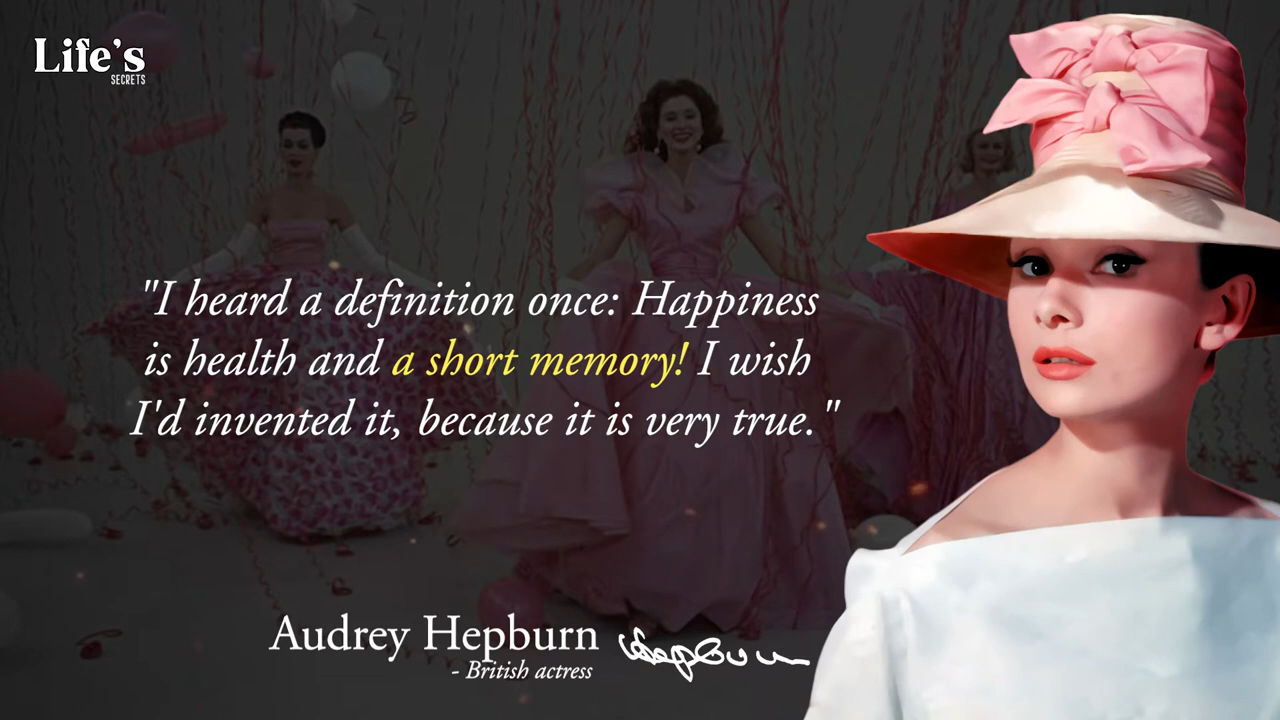 Life's
SECRETS
"I heard a definition once: Happiness
is health and a short memory! I wish
I'd invented it, because it is very true."
Audrey Hepburn
- British actress
Hepburn